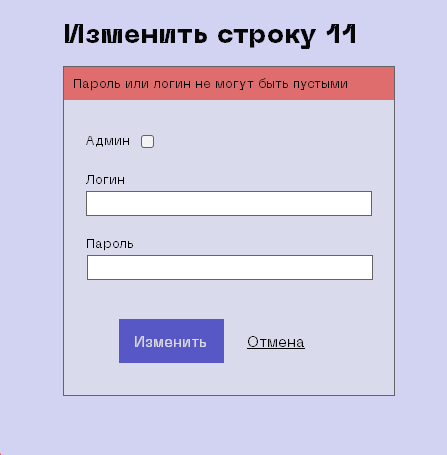 Изменить строку 11
Пароль или логин не могут быть пустыми
Админ
Логин
Пароль
Изменить Отмена